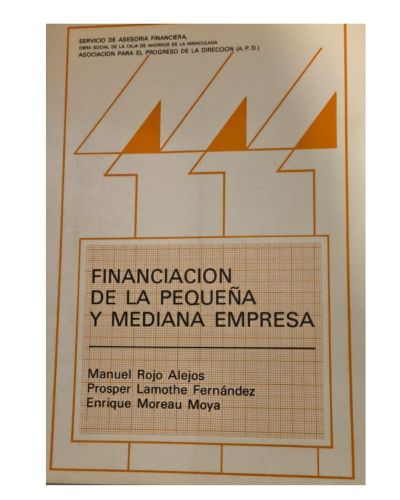 SERVICIO DE ASESORIA FINANCIERA,
OBRA SOCIAL DE LA CAJA DE AHORROS DE LA INMACULADA
ASOCIACION PARA EL PROGRESO DE LA DIRECCION (A.P.D.)
FINANCIACION
DE LA PEQUEÑA
Y MEDIANA EMPRESA
Manuel Rojo Alejos
Prosper Lamothe Fernández
Enrique Moreau Moya